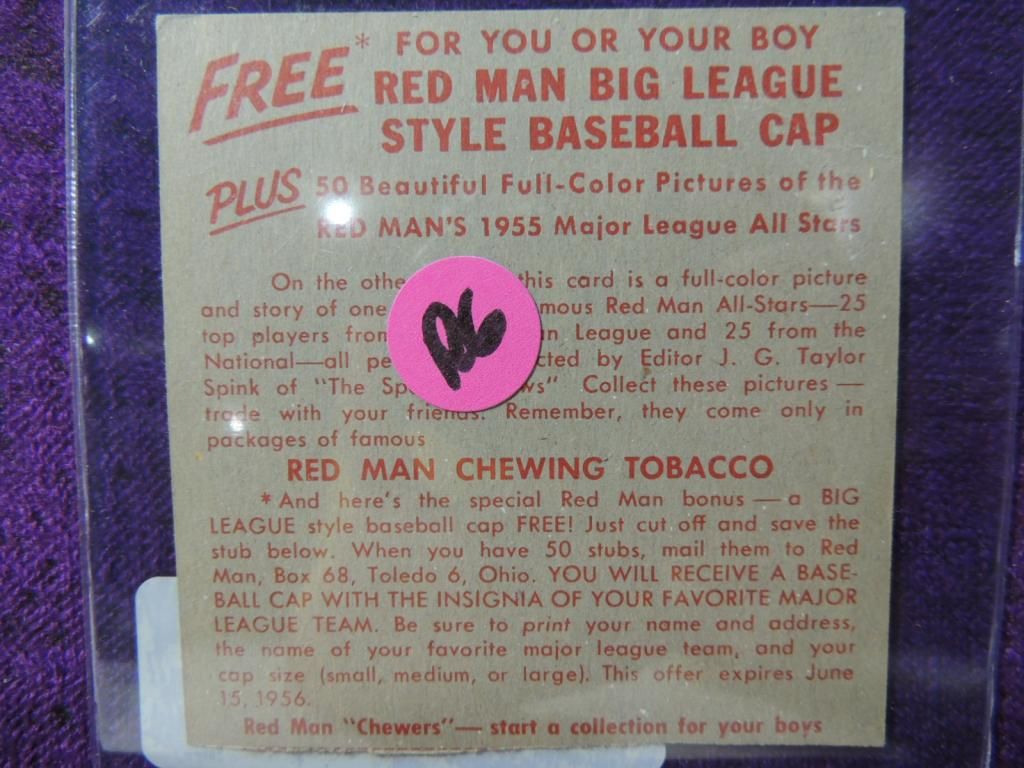 FREE* FOR YOU OR YOUR BOY
RED MAN BIG LEAGUE
STYLE BASEBALL CAP
PLUS 50 Beautiful Full-Color Pictures of the
RED MAN'S 1955 Major League All Stars
On the othe this card is a full-color picture
and story of one mous Red Man All-Stars—25
top players from n League and 25 from the
National—all pe cted by Editor J. G. Taylor
Spink of "The Sp ws" Collect these pictures—
trade with your friends. Remember, they come only in
packages of famous
RED MAN CHEWING TOBACCO
*And here's the special Red Man bonus—a BIG
LEAGUE style baseball cap FREE! Just cut off and save the
stub below. When you have 50 stubs, mail them to Red
Man, Box 68, Toledo 6, Ohio. YOU WILL RECEIVE A BASE-
BALL CAP WITH THE INSIGNIA OF YOUR FAVORITE MAJOR
LEAGUE TEAM. Be sure to print your name and address,
the name of your favorite major league team, and your
cap size (small, medium, or large). This offer expires June
15, 1956.
Red Man "Chewers"—start a collection for your boys